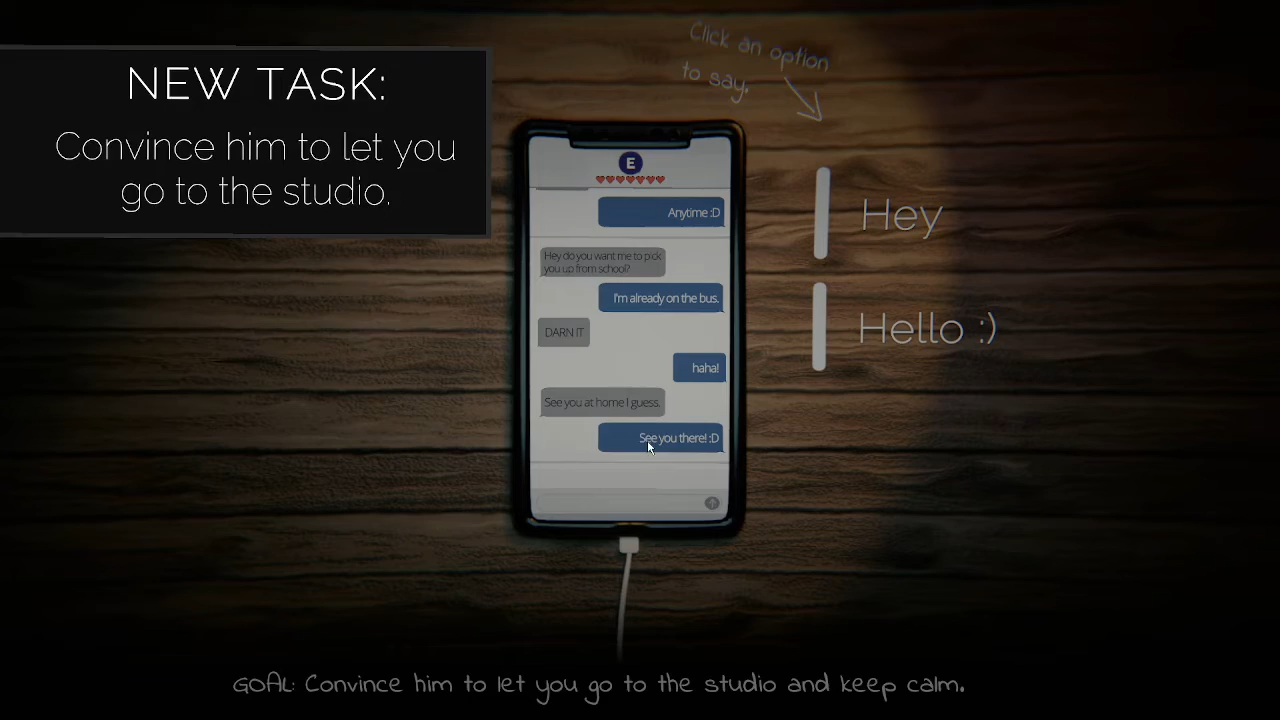 Click an option
to say.
NEW TASK:
Convince him to let you
go to the studio.
E
Anytime :D
Hey do you want me to pick
you up from school?
I'm already on the bus.
DARN IT
haha!
See you at home I guess.
See you there! :D
Hey
Hello :)
GOAL: Convince him to let you go to the studio and keep calm.